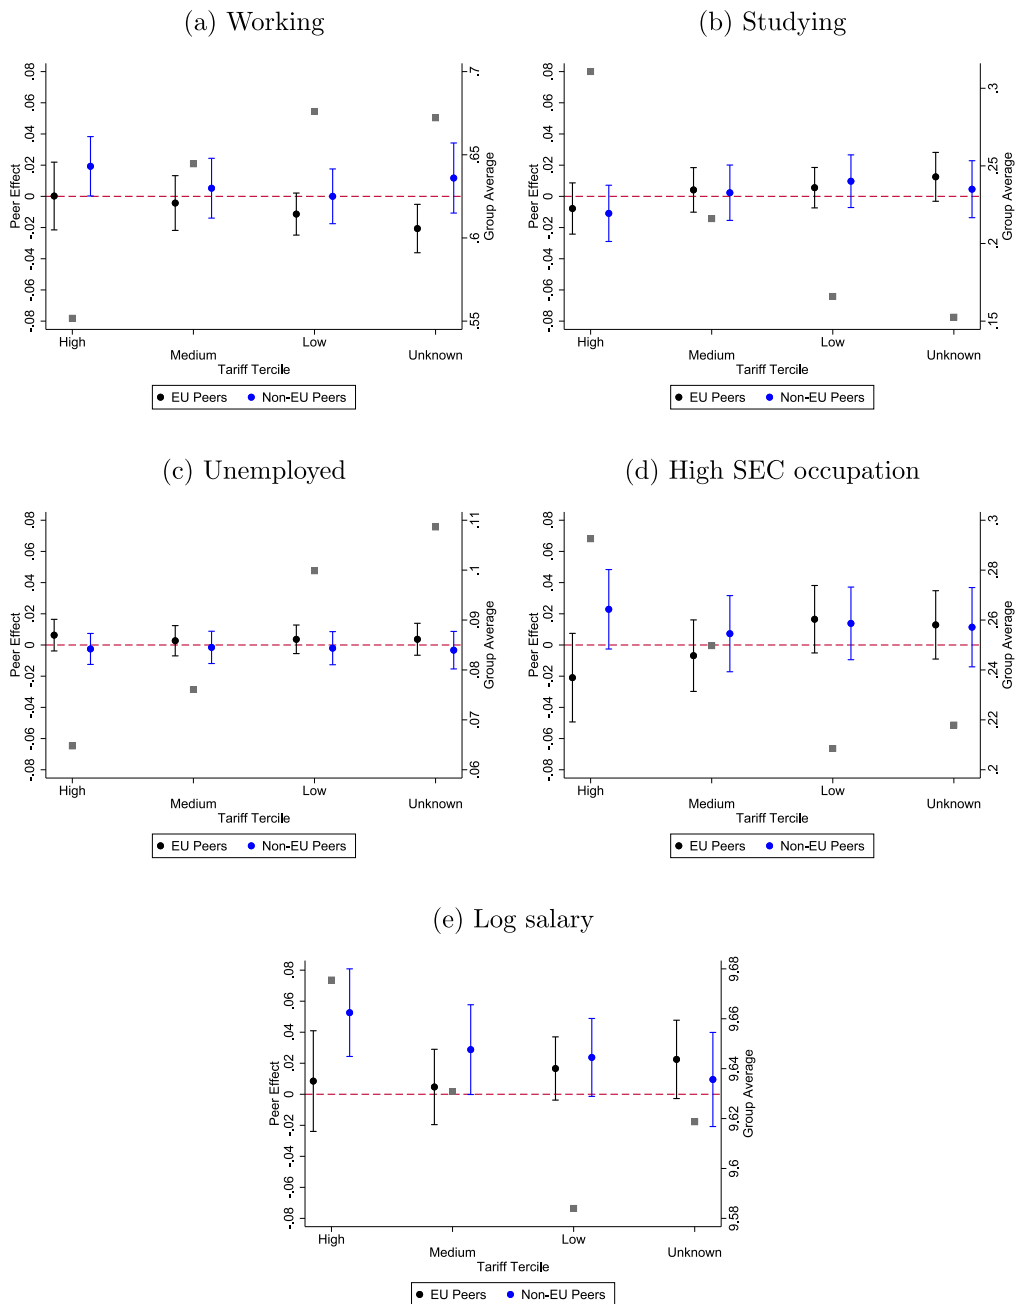 (a) Working
.08
.06
.04
.02
0
-.02
-.04
-.06
-.08
Peer Effect
.7
.65
.6
.55
Group Average
High
Medium
Low
Unknown
Tariff Tercile
EU Peers
Non-EU Peers
(b) Studying
.08
.06
.04
.02
0
-.02
-.04
-.06
-.08
Peer Effect
.3
.25
.2
.15
Group Average
High
Medium
Low
Unknown
Tariff Tercile
EU Peers
Non-EU Peers
(c) Unemployed
.08
.06
.04
.02
0
-.02
-.04
-.06
-.08
Peer Effect
.11
.1
.09
.08
.07
.06
Group Average
High
Medium
Low
Unknown
Tariff Tercile
EU Peers
Non-EU Peers
(d) High SEC occupation
.08
.06
.04
.02
0
-.02
-.04
-.06
-.08
Peer Effect
.3
.28
.26
.24
.22
.2
Group Average
High
Medium
Low
Unknown
Tariff Tercile
EU Peers
Non-EU Peers
(e) Log salary
.08
.06
.04
.02
0
-.02
-.04
-.06
-.08
Peer Effect
9.68
9.66
9.64
9.62
9.6
9.58
Group Average
High
Medium
Low
Unknown
Tariff Tercile
EU Peers
Non-EU Peers